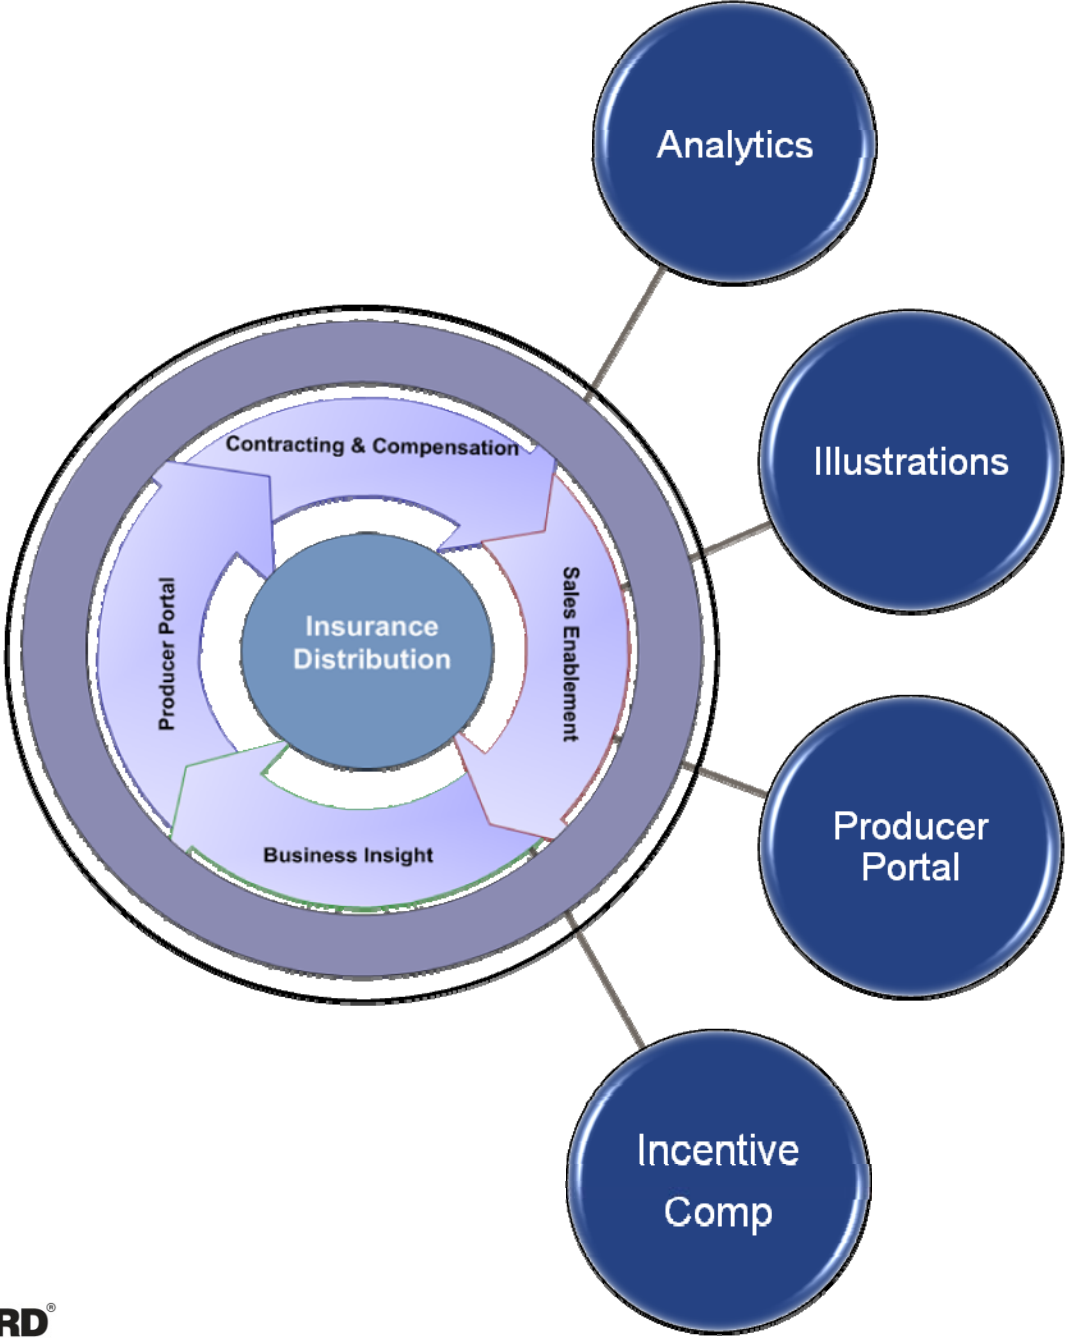 Analytics
Illustrations
Contracting & Compensation
Sales Enablement
Producer Portal
Insurance
Distribution
Business Insight
Producer
Portal
Incentive
Comp
RD®